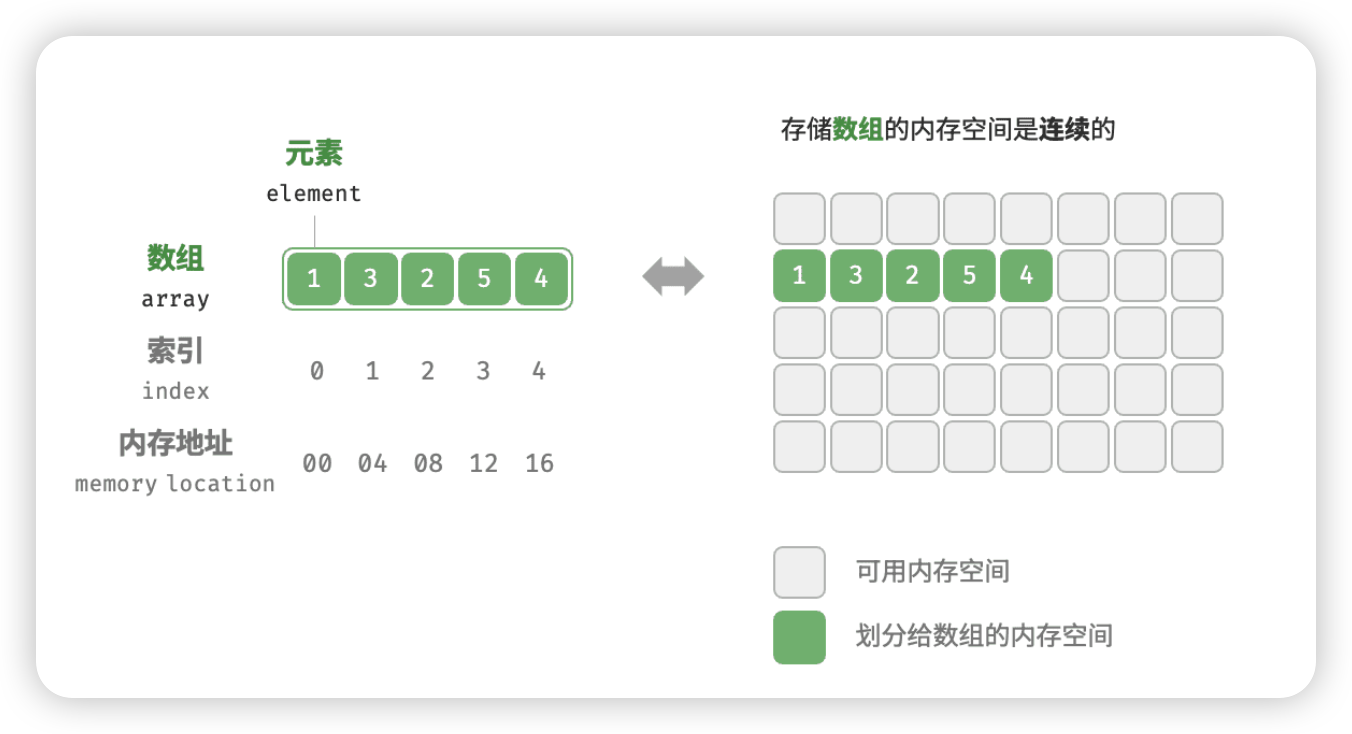 元素
element
数组
array
1 3 2 5 4
索引
index
0 1 2 3 4
内存地址
memory location
00 04 08 12 16
存储数组的内存空间是连续的
1 3 2 5 4
可用内存空间
划分给数组的内存空间